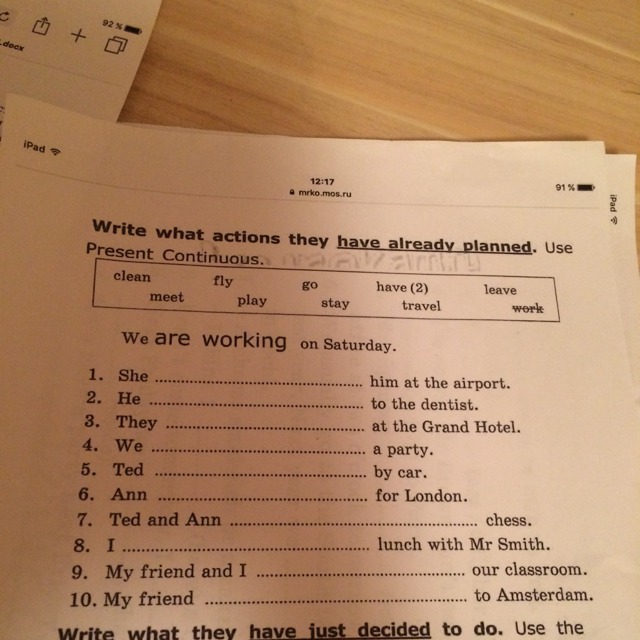 92 %
.docx
iPad
12:17
91 %
mrko.mos.ru
iPad
Write what actions they have already planned. Use
Present Continuous.
clean fly go have (2) leave
meet play stay travel work
We are working on Saturday.
1. She .......................................... him at the airport.
2. He .......................................... to the dentist.
3. They ........................................ at the Grand Hotel.
4. We .......................................... a party.
5. Ted .......................................... by car.
6. Ann .......................................... for London.
7. Ted and Ann .................................................. chess.
8. I .................................................. lunch with Mr Smith.
9. My friend and I .......................................... our classroom.
10. My friend .................................................. to Amsterdam.
Write what they have just decided to do. Use the